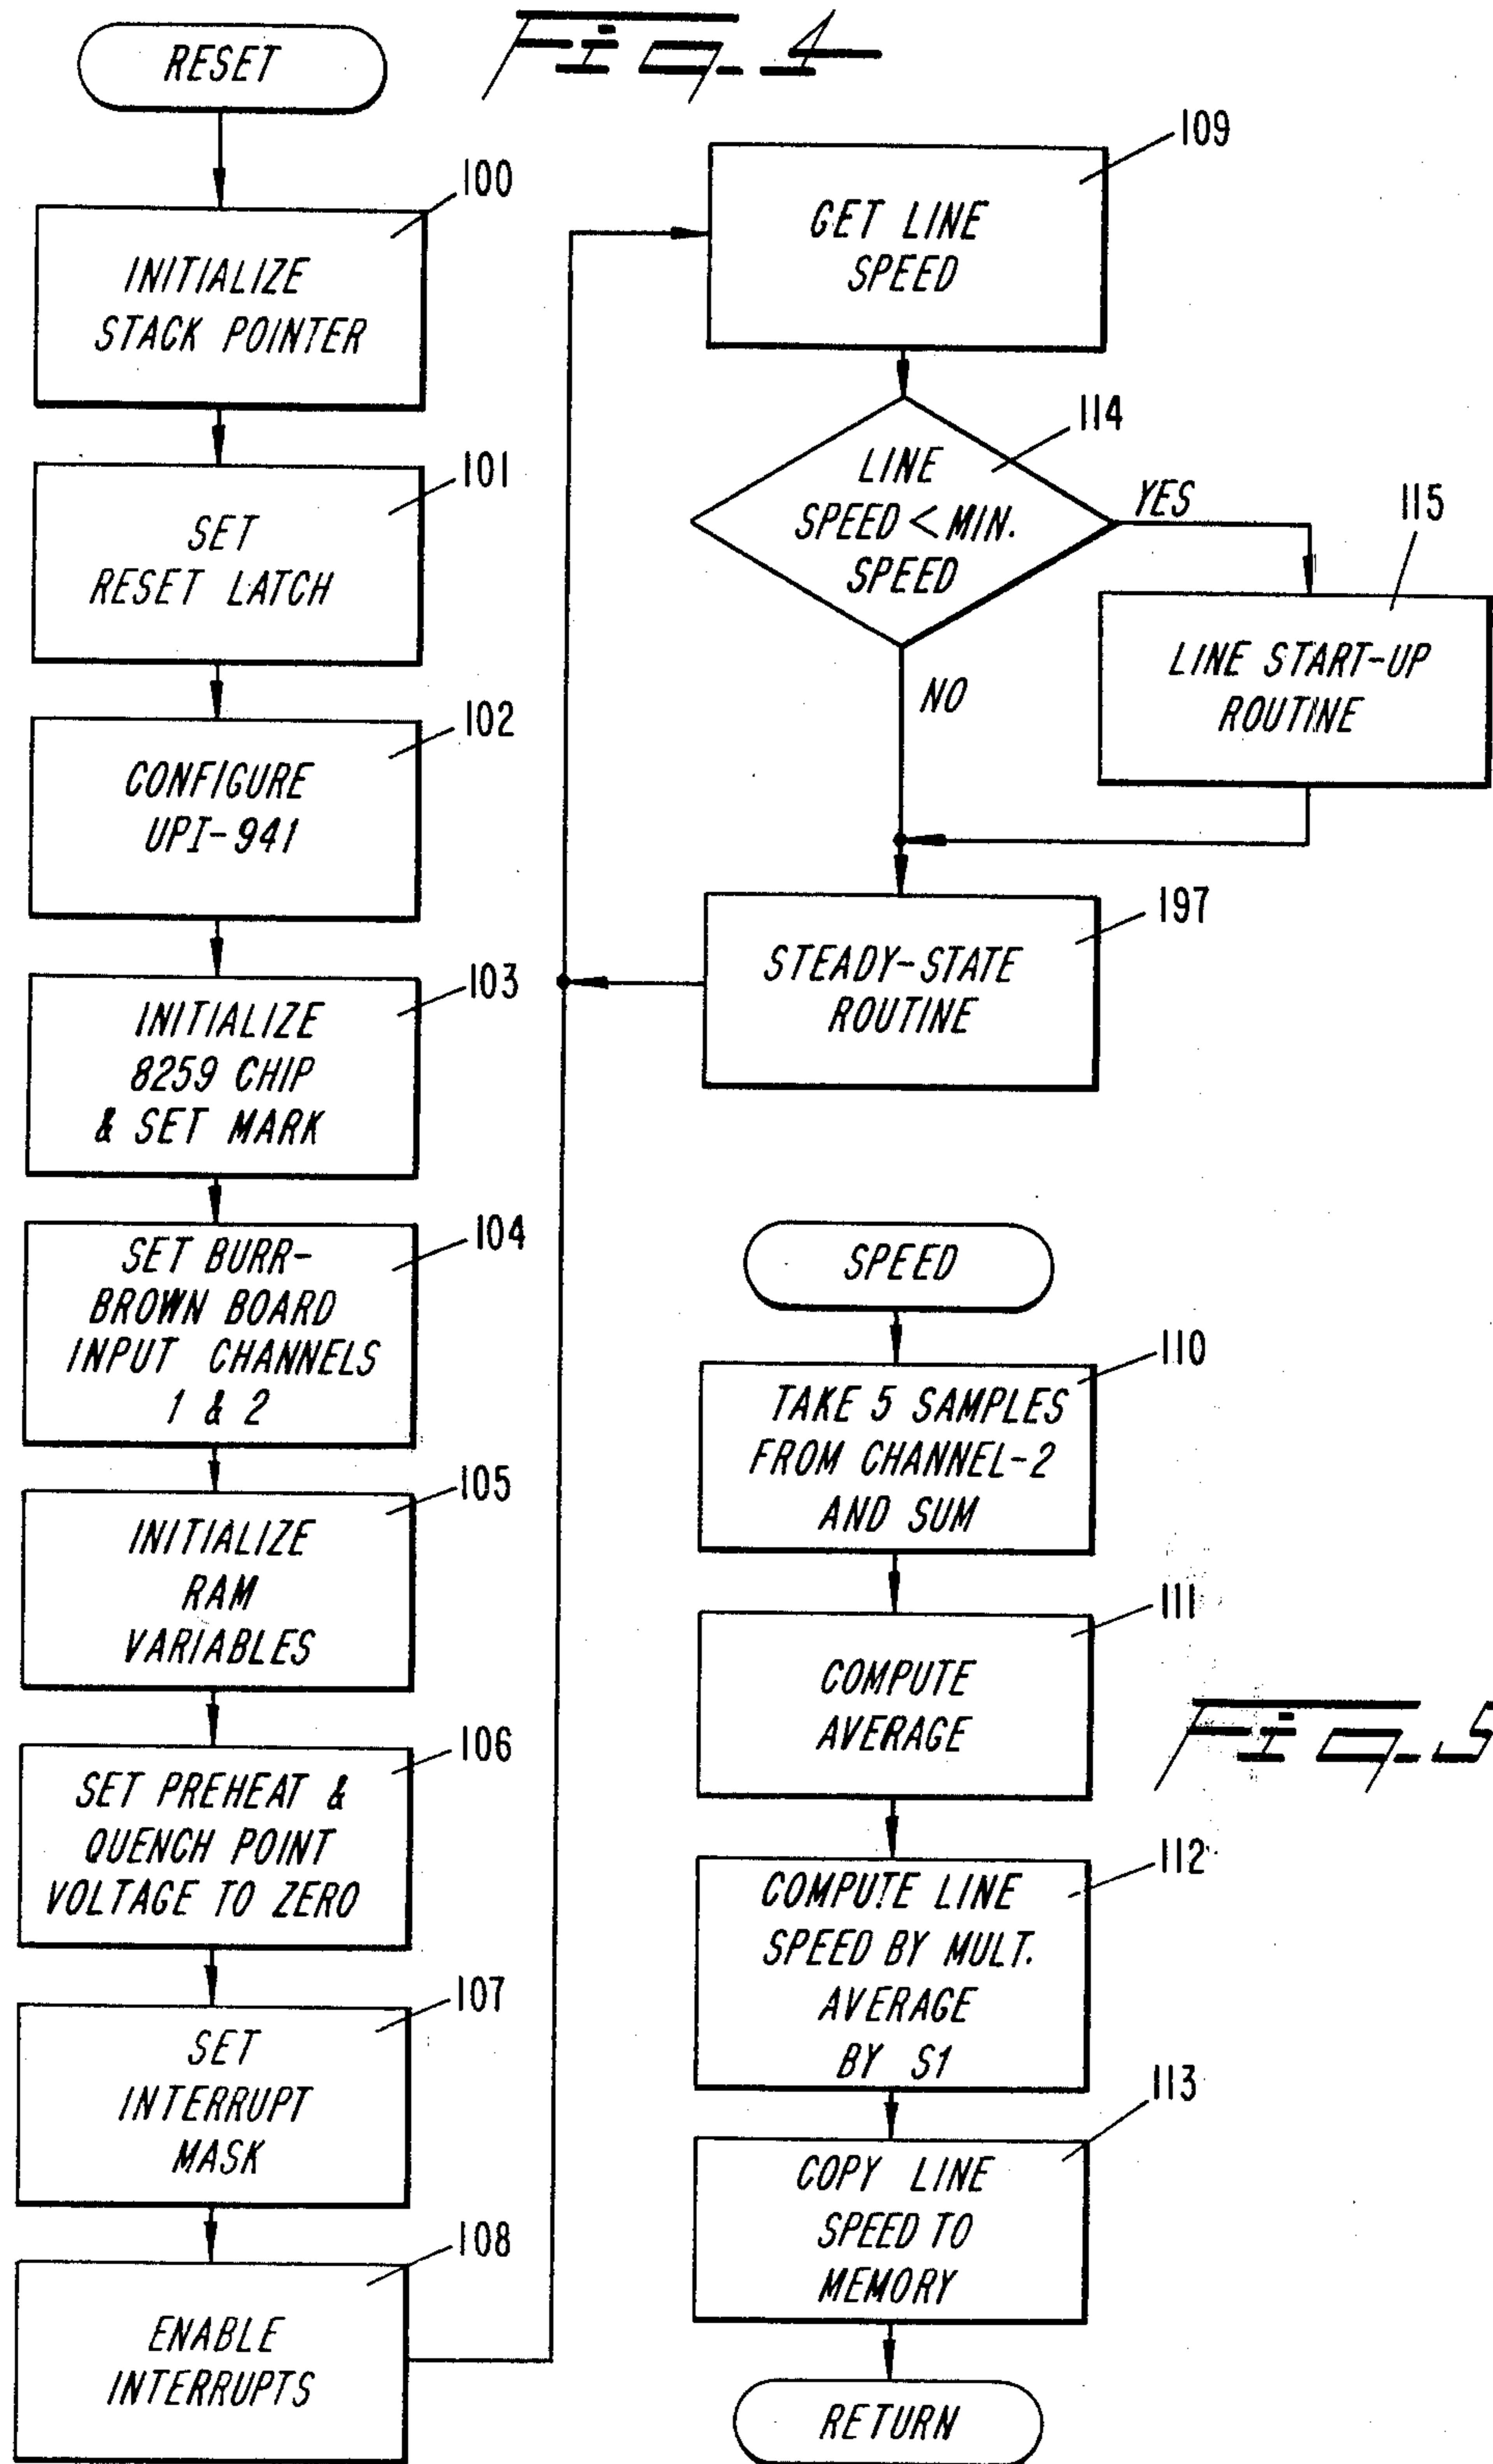 Fig. 4
RESET
100
INITIALIZE
STACK POINTER
101
SET
RESET LATCH
102
CONFIGURE
UPI-941
103
INITIALIZE
8259 CHIP
& SET MARK
104
SET BURR-
BROWN BOARD
INPUT CHANNELS
1 & 2
105
INITIALIZE
RAM
VARIABLES
106
SET PREHEAT &
QUENCH POINT
VOLTAGE TO ZERO
107
SET
INTERRUPT
MASK
108
ENABLE
INTERRUPTS
109
GET LINE
SPEED
114
LINE
SPEED < MIN.
SPEED
YES
NO
115
LINE START-UP
ROUTINE
197
STEADY-STATE
ROUTINE
SPEED
110
TAKE 5 SAMPLES
FROM CHANNEL-2
AND SUM
111
COMPUTE
AVERAGE
Fig. 5
112
COMPUTE LINE
SPEED BY MULT.
AVERAGE
BY S1
113
COPY LINE
SPEED TO
MEMORY
RETURN